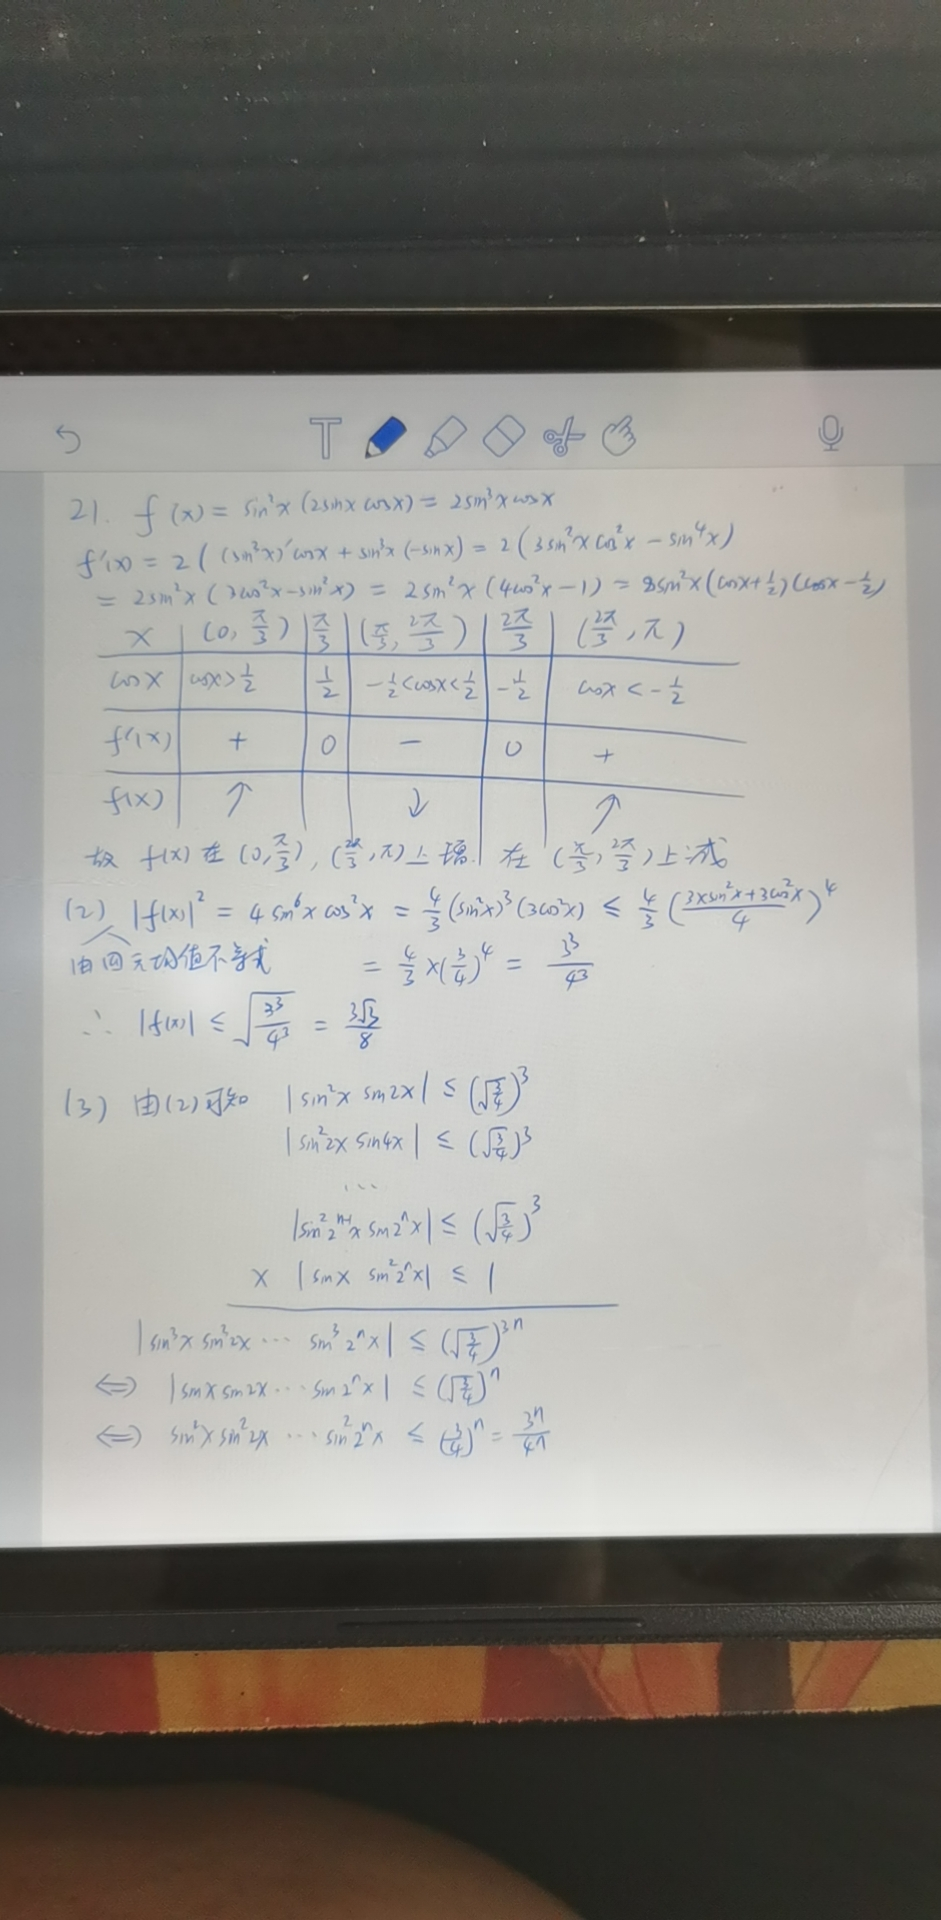 T
21. f(x) = sin²x (2sinx cosx) = 2sin³x cosx
f'(x) = 2( (sin³x)'cosx + sin³x (-sinx) = 2(3sin²x cos²x - sin⁴x)
= 2sin²x (3cos²x-sin²x) = 2sin²x (4cos²x-1) = 8sin²x(cosx+½)(cosx-½)
x | (0, π/3) | π/3 | (π/3, 2π/3) | 2π/3 | (2π/3, π)
cosx | cosx>½ | ½ | -½<cosx<½ | -½ | cosx < -½
f'(x) | + | 0 | - | 0 | +
f(x) | ↑ | | ↓ | | ↑
故 f(x) 在 (0, π/3), (2π/3, π)上增. 在 (π/3, 2π/3)上减
(2) |f(x)|² = 4 sin⁶x cos²x = 4/3 (sin²x)³(3cos²x) ≤ 4/3 ((3xsin²x+3cos²x)/4)⁴
由四元均值不等式 = 4/3 ×(3/4)⁴ = 3³/4³
∴ |f(x)| ≤ √(3³/4³) = 3√3/8
(3) 由(2)可知 |sin²x sin2x| ≤ (√(3/4))³
|sin²2x sin4x| ≤ (√(3/4))³
...
|sin²2ⁿ⁻¹x sin2ⁿx| ≤ (√(3/4))³
× |sinx sin²2ⁿx| ≤ 1
|sin³x sin³2x ... sin³2ⁿx| ≤ (√(3/4))³ⁿ
⇔ |sinx sin2x ... sin2ⁿx| ≤ (√(3/4))ⁿ
⇔ sin²x sin²2x ... sin²2ⁿx ≤ (3/4)ⁿ = 3ⁿ/4ⁿ